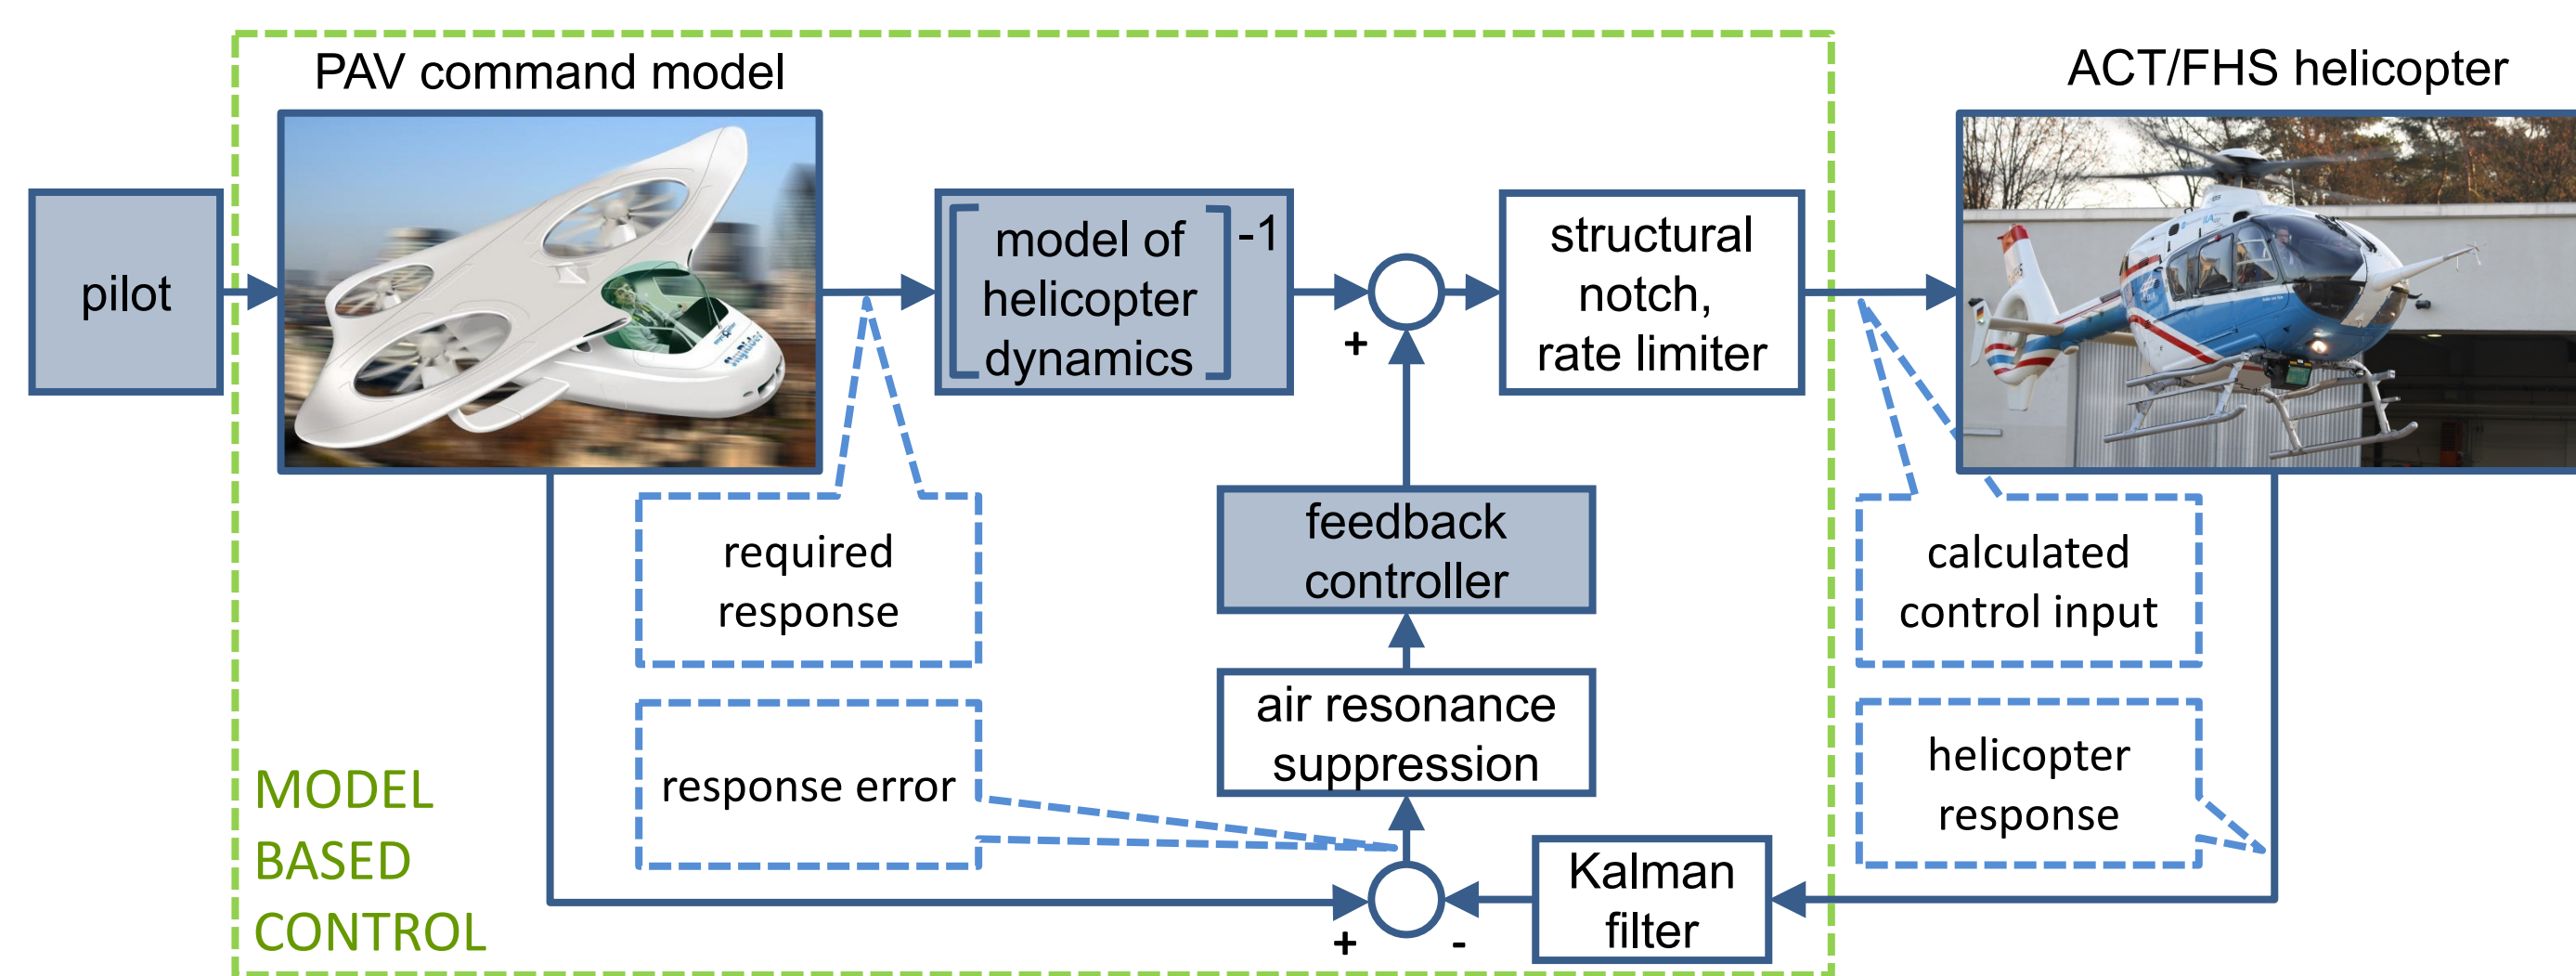 PAV command model
ACT/FHS helicopter
pilot
model of
helicopter
dynamics
-1
+
structural
notch,
rate limiter
required
response
feedback
controller
calculated
control input
air resonance
suppression
response error
helicopter
response
MODEL
BASED
CONTROL
Kalman
filter
+
-